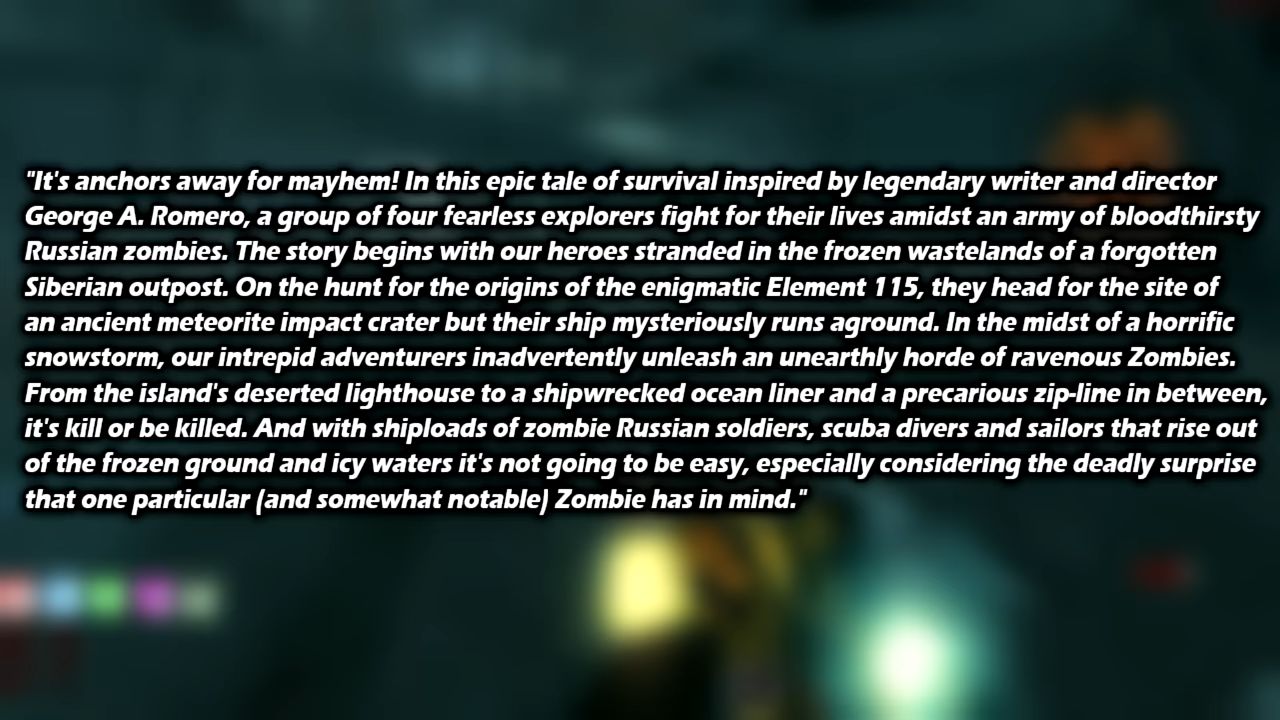 "It's anchors away for mayhem! In this epic tale of survival inspired by legendary writer and director
George A. Romero, a group of four fearless explorers fight for their lives amidst an army of bloodthirsty
Russian zombies. The story begins with our heroes stranded in the frozen wastelands of a forgotten
Siberian outpost. On the hunt for the origins of the enigmatic Element 115, they head for the site of
an ancient meteorite impact crater but their ship mysteriously runs aground. In the midst of a horrific
snowstorm, our intrepid adventurers inadvertently unleash an unearthly horde of ravenous Zombies.
From the island's deserted lighthouse to a shipwrecked ocean liner and a precarious zip-line in between,
it's kill or be killed. And with shiploads of zombie Russian soldiers, scuba divers and sailors that rise out
of the frozen ground and icy waters it's not going to be easy, especially considering the deadly surprise
that one particular (and somewhat notable) Zombie has in mind."